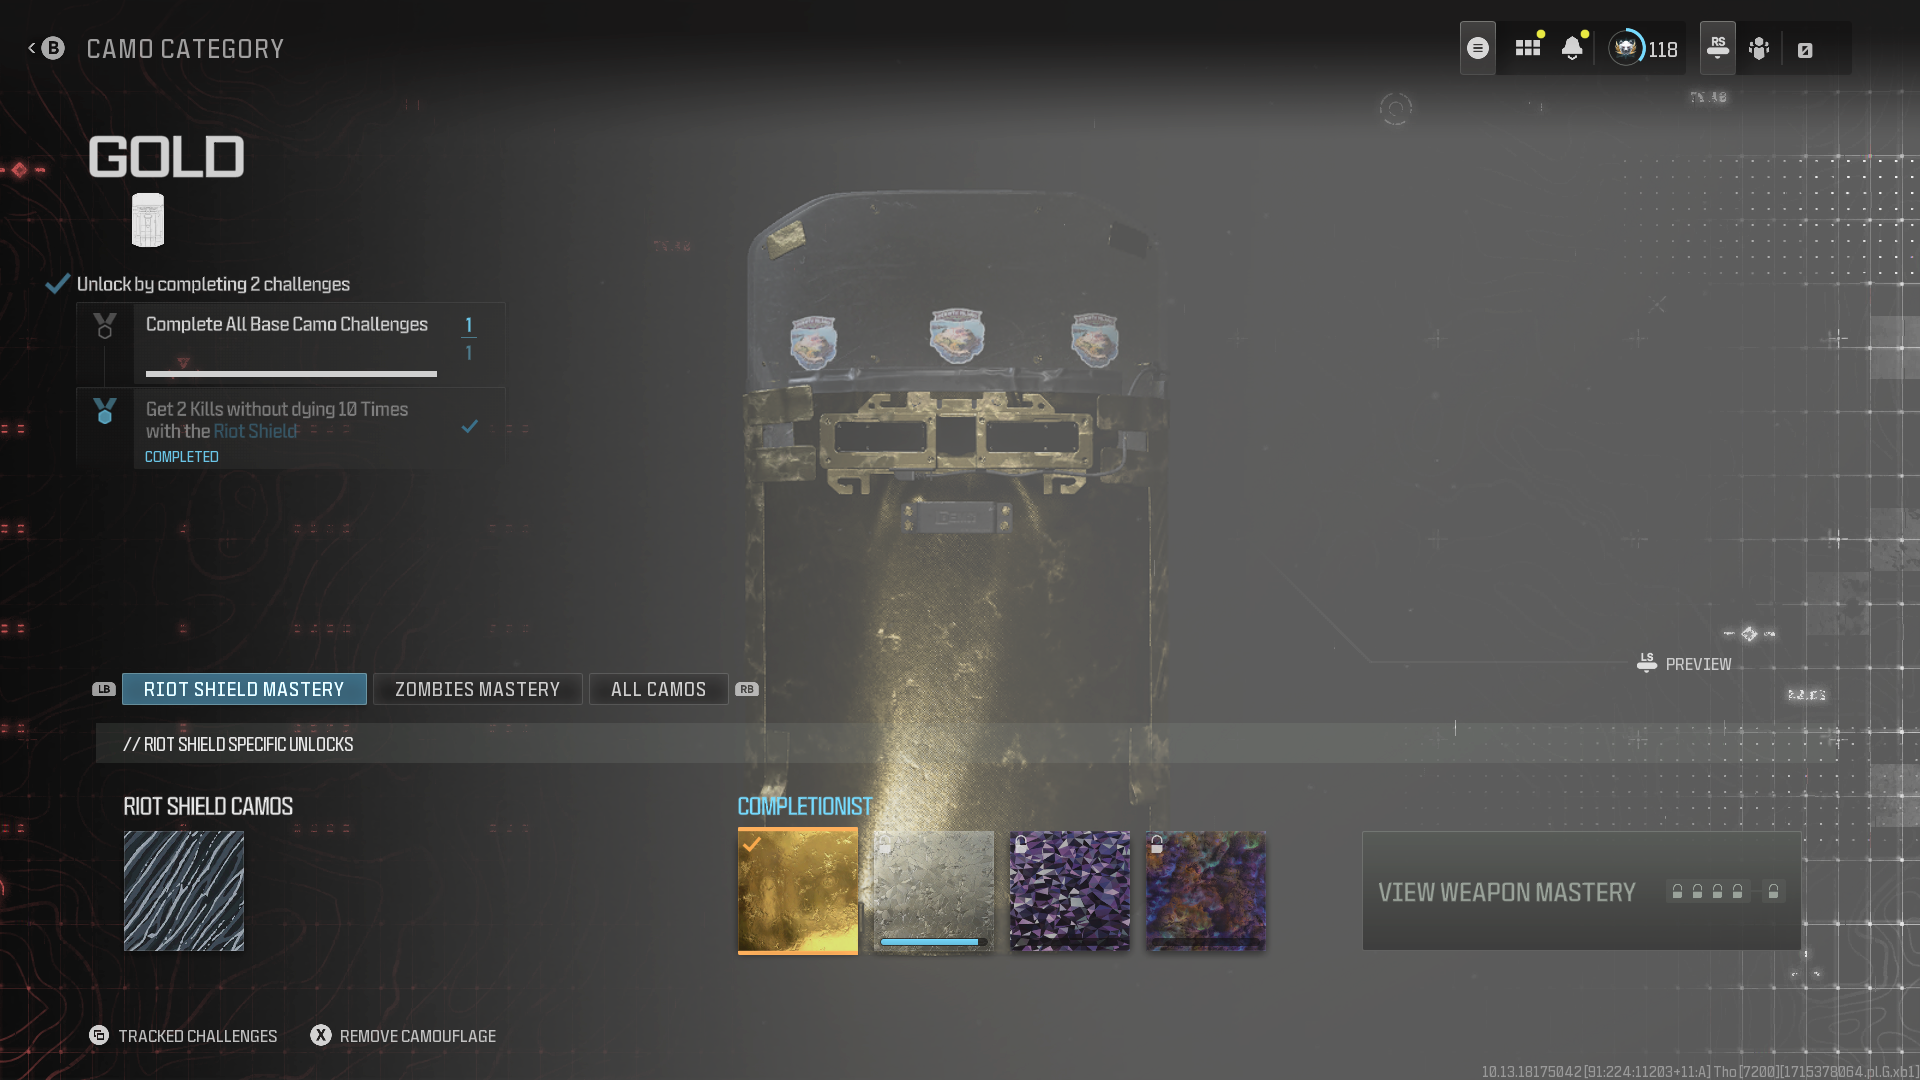 B CAMO CATEGORY
118
RS
0
GOLD
Unlock by completing 2 challenges
Complete All Base Camo Challenges
1
1
Get 2 Kills without dying 10 Times
with the Riot Shield
COMPLETED
LS PREVIEW
LB RIOT SHIELD MASTERY ZOMBIES MASTERY ALL CAMOS RB
// RIOT SHIELD SPECIFIC UNLOCKS
RIOT SHIELD CAMOS
COMPLETIONIST
VIEW WEAPON MASTERY
TRACKED CHALLENGES X REMOVE CAMOUFLAGE
10.13.18175042[91:224:11203+11:A] Tho[7200][1715378064.pl.G.xb1]